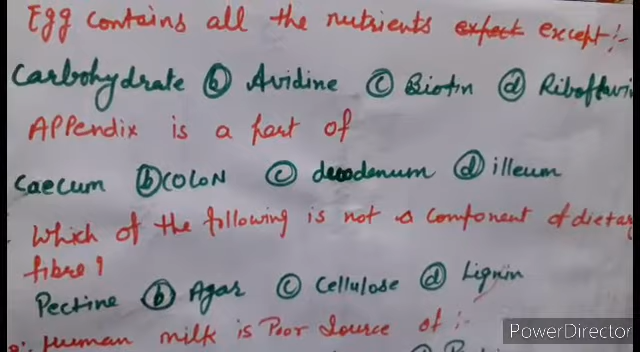 Egg contains all the nutrients expect except:-
Carbohydrate ⓑ Avidine ⓒ Biotin ⓓ Riboflavin
Appendix is a part of
Caecum ⓑ COLON ⓒ deodenum ⓓ illeum
Which of the following is not a component of dietary
fibre?
Pectine ⓑ Agar ⓒ Cellulose ⓓ Lignin
Human milk is Poor Source of :-
PowerDirector